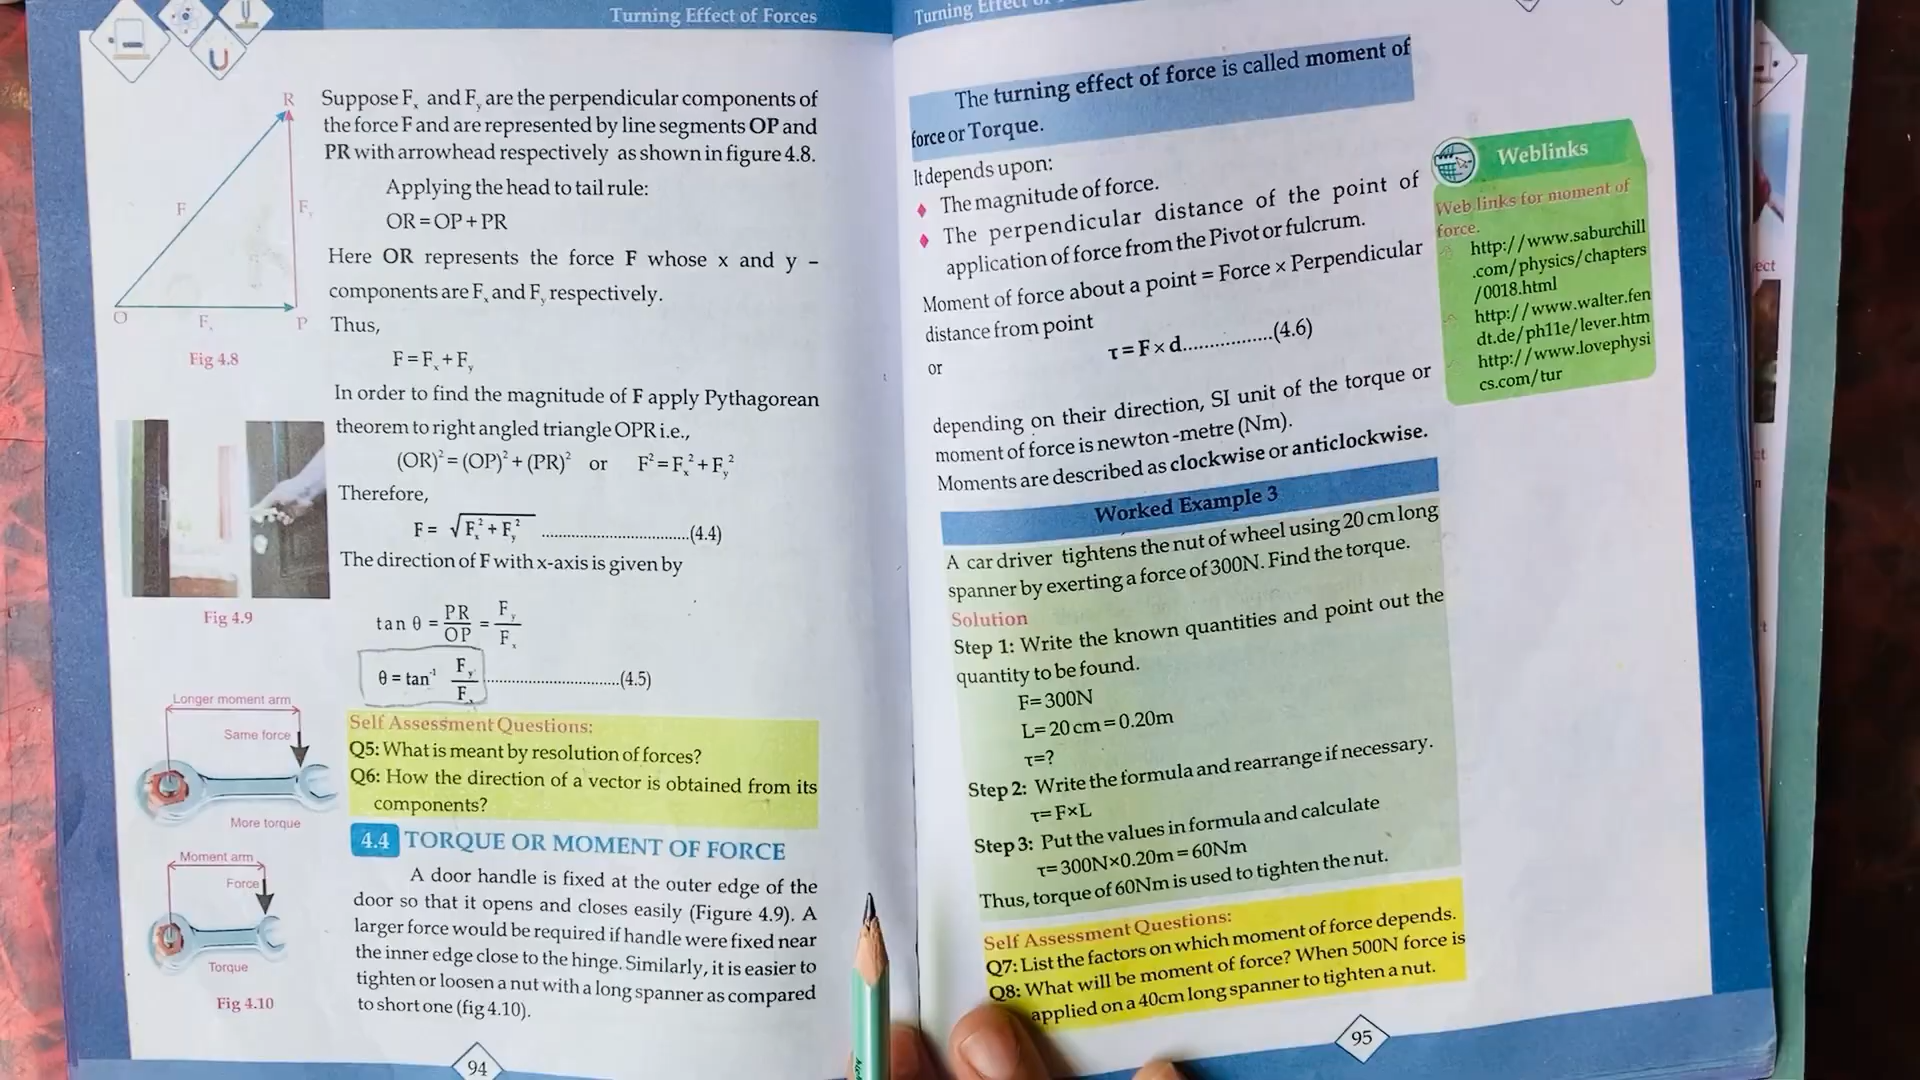 Turning Effect of Forces
R
F
F_y
O
F_x
P
Fig 4.8
Suppose F_x and F_y are the perpendicular components of
the force F and are represented by line segments OP and
PR with arrowhead respectively as shown in figure 4.8.
Applying the head to tail rule:
OR = OP + PR
Here OR represents the force F whose x and y –
components are F_x and F_y respectively.
Thus,
F = F_x + F_y
In order to find the magnitude of F apply Pythagorean
theorem to right angled triangle OPR i.e.,
(OR)² = (OP)² + (PR)² or F² = F_x² + F_y²
Therefore,
F = √F_x² + F_y² ..................................(4.4)
The direction of F with x-axis is given by
tan θ = PR/OP = F_y/F_x
θ = tan⁻¹ F_y/F_x ..........................(4.5)
Fig 4.9
Self Assessment Questions:
Q5: What is meant by resolution of forces?
Q6: How the direction of a vector is obtained from its
components?
Longer moment arm
Same force
More torque
Moment arm
Force
Torque
Fig 4.10
4.4 TORQUE OR MOMENT OF FORCE
A door handle is fixed at the outer edge of the
door so that it opens and closes easily (Figure 4.9). A
larger force would be required if handle were fixed near
the inner edge close to the hinge. Similarly, it is easier to
tighten or loosen a nut with a long spanner as compared
to short one (fig 4.10).
94
The turning effect of force is called moment of
force or Torque.
It depends upon:
♦ The magnitude of force.
♦ The perpendicular distance of the point of
application of force from the Pivot or fulcrum.
Moment of force about a point = Force × Perpendicular
distance from point
or
τ = F × d.................(4.6)
depending on their direction, SI unit of the torque or
moment of force is newton -metre (Nm).
Moments are described as clockwise or anticlockwise.
Worked Example 3
A car driver tightens the nut of wheel using 20 cm long
spanner by exerting a force of 300N. Find the torque.
Solution
Step 1: Write the known quantities and point out the
quantity to be found.
F= 300N
L= 20 cm = 0.20m
τ=?
Step 2: Write the formula and rearrange if necessary.
τ= F×L
Step 3: Put the values in formula and calculate
τ= 300N×0.20m = 60Nm
Thus, torque of 60Nm is used to tighten the nut.
Self Assessment Questions:
Q7: List the factors on which moment of force depends.
Q8: What will be moment of force? When 500N force is
applied on a 40cm long spanner to tighten a nut.
95
Weblinks
Web links for moment of
force.
http://www.saburchill
.com/physics/chapters
/0018.html
http://www.walter.fen
dt.de/ph11e/lever.htm
http://www.lovephysi
cs.com/tur